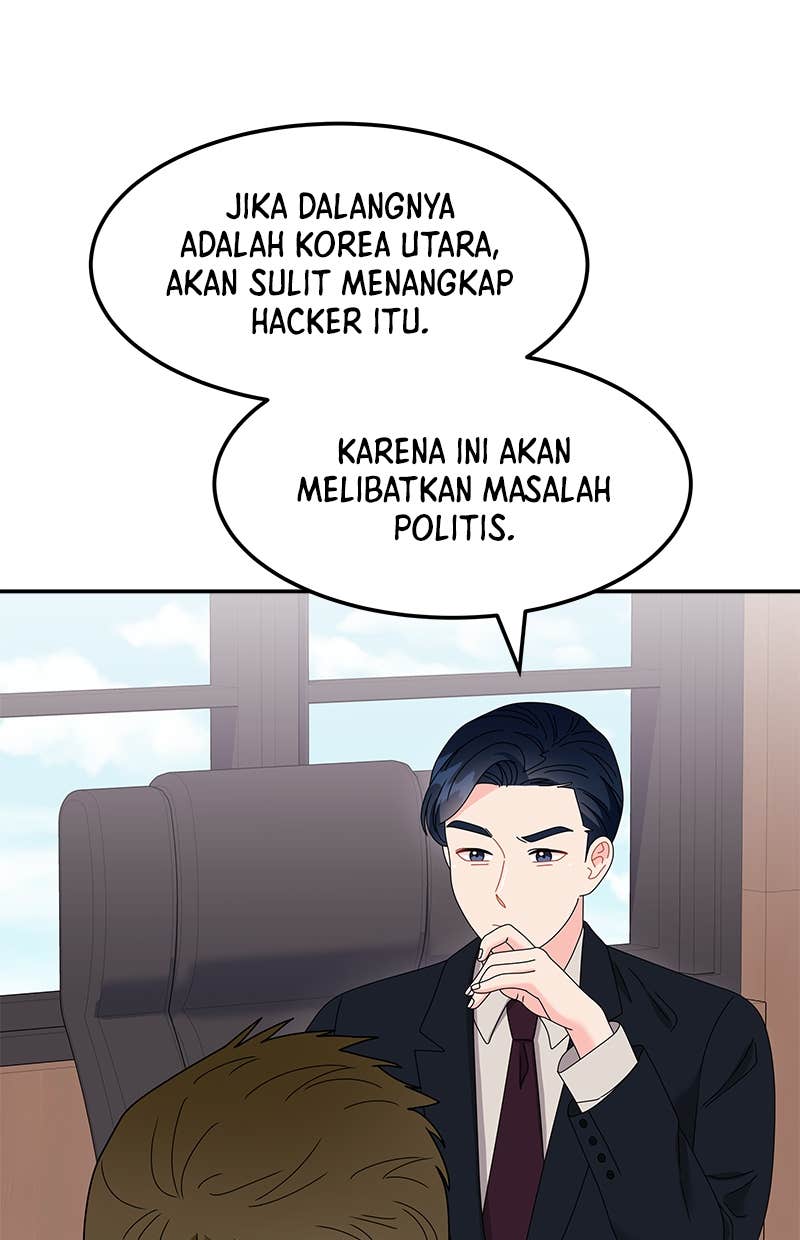 JIKA DALANGNYA
ADALAH KOREA UTARA,
AKAN SULIT MENANGKAP
HACKER ITU.
KARENA INI AKAN
MELIBATKAN MASALAH
POLITIS.